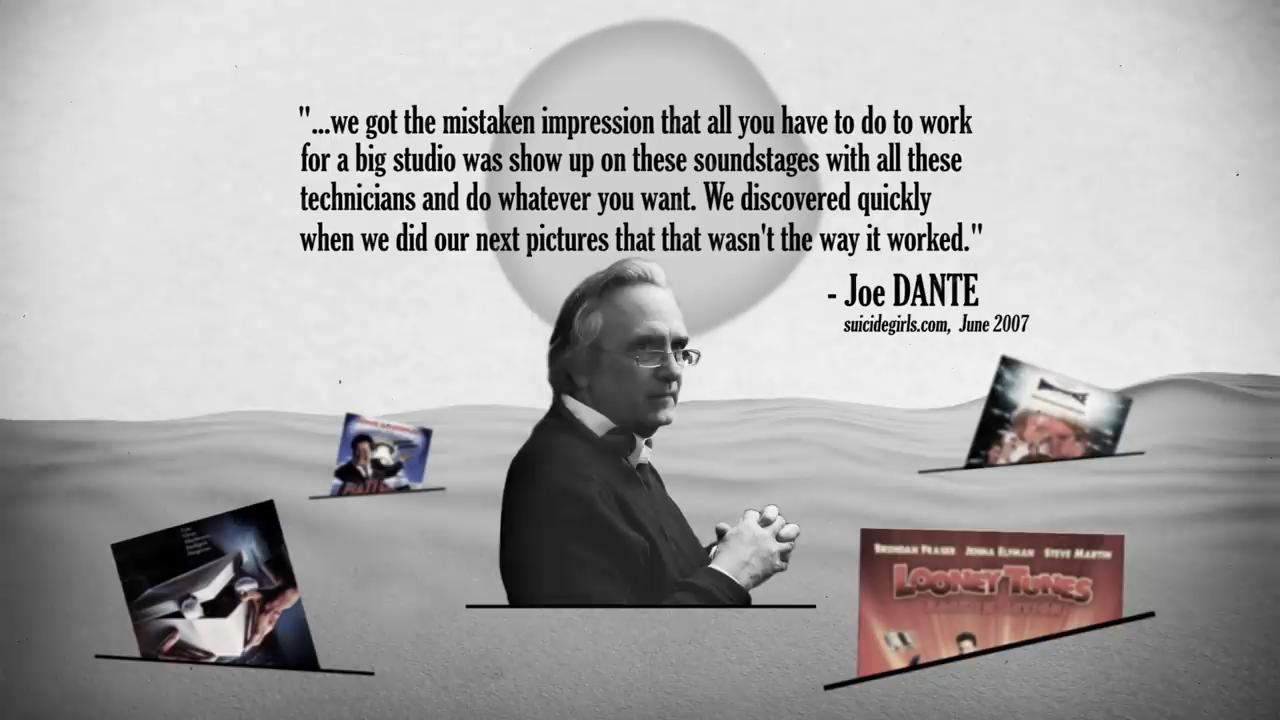 "...we got the mistaken impression that all you have to do to work
for a big studio was show up on these soundstages with all these
technicians and do whatever you want. We discovered quickly
when we did our next pictures that that wasn't the way it worked."
- Joe DANTE
suicidegirls.com, June 2007
BRENDAN FRASER JENNA ELFMAN STEVE MARTIN
LOONEY TUNES